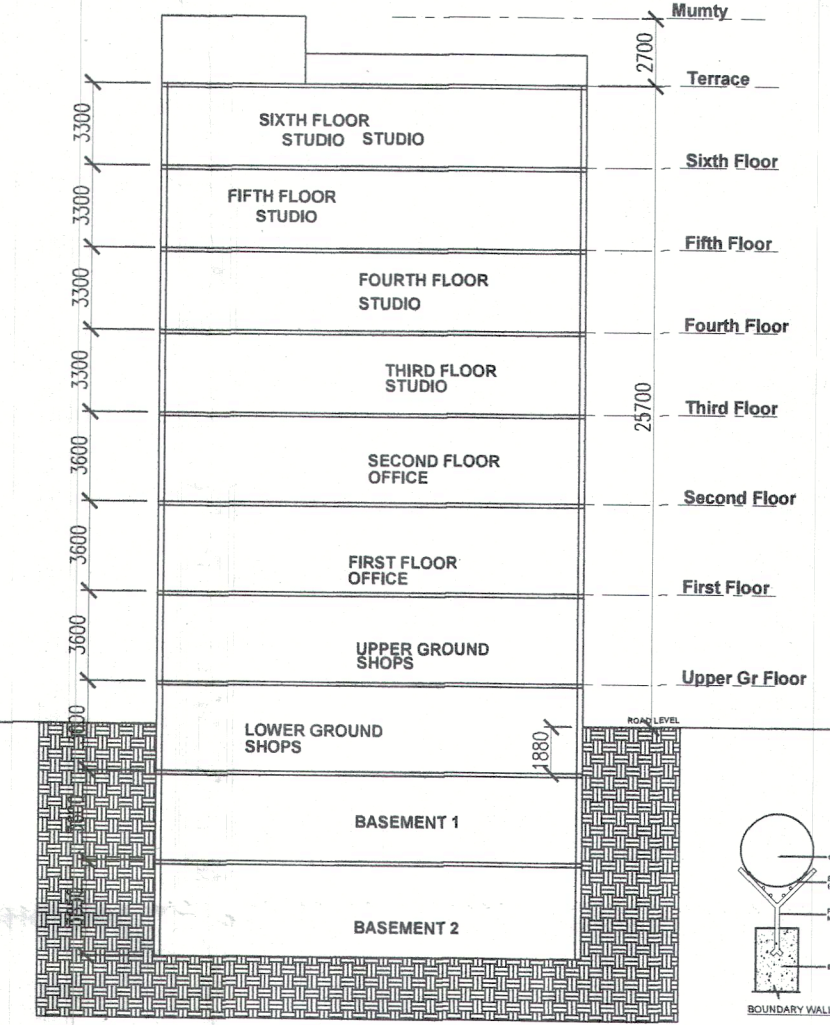 Mumty
2700
Terrace
3300
SIXTH FLOOR
STUDIO STUDIO
Sixth Floor
3300
FIFTH FLOOR
STUDIO
Fifth Floor
3300
FOURTH FLOOR
STUDIO
Fourth Floor
3300
THIRD FLOOR
STUDIO
Third Floor
25700
3600
SECOND FLOOR
OFFICE
Second Floor
3600
FIRST FLOOR
OFFICE
First Floor
3600
UPPER GROUND
SHOPS
Upper Gr Floor
ROAD LEVEL
LOWER GROUND
SHOPS
1880
BASEMENT 1
BASEMENT 2
BOUNDARY WALL